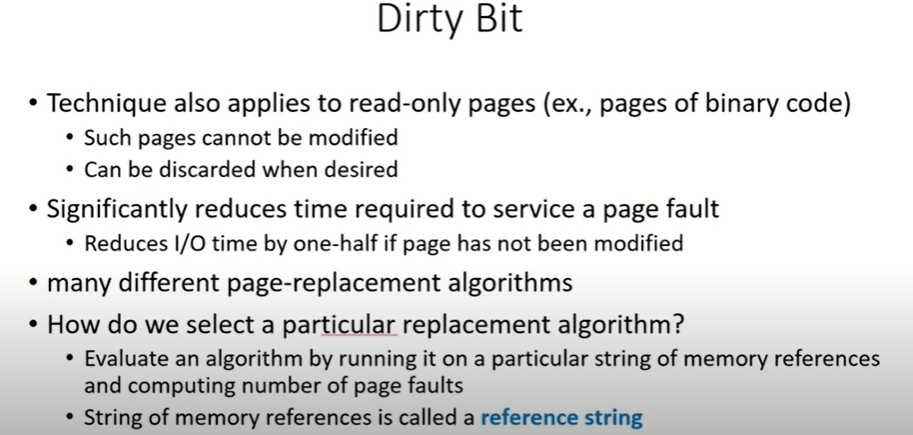 Dirty Bit
• Technique also applies to read-only pages (ex., pages of binary code)
• Such pages cannot be modified
• Can be discarded when desired
• Significantly reduces time required to service a page fault
• Reduces I/O time by one-half if page has not been modified
• many different page-replacement algorithms
• How do we select a particular replacement algorithm?
• Evaluate an algorithm by running it on a particular string of memory references
and computing number of page faults
• String of memory references is called a reference string